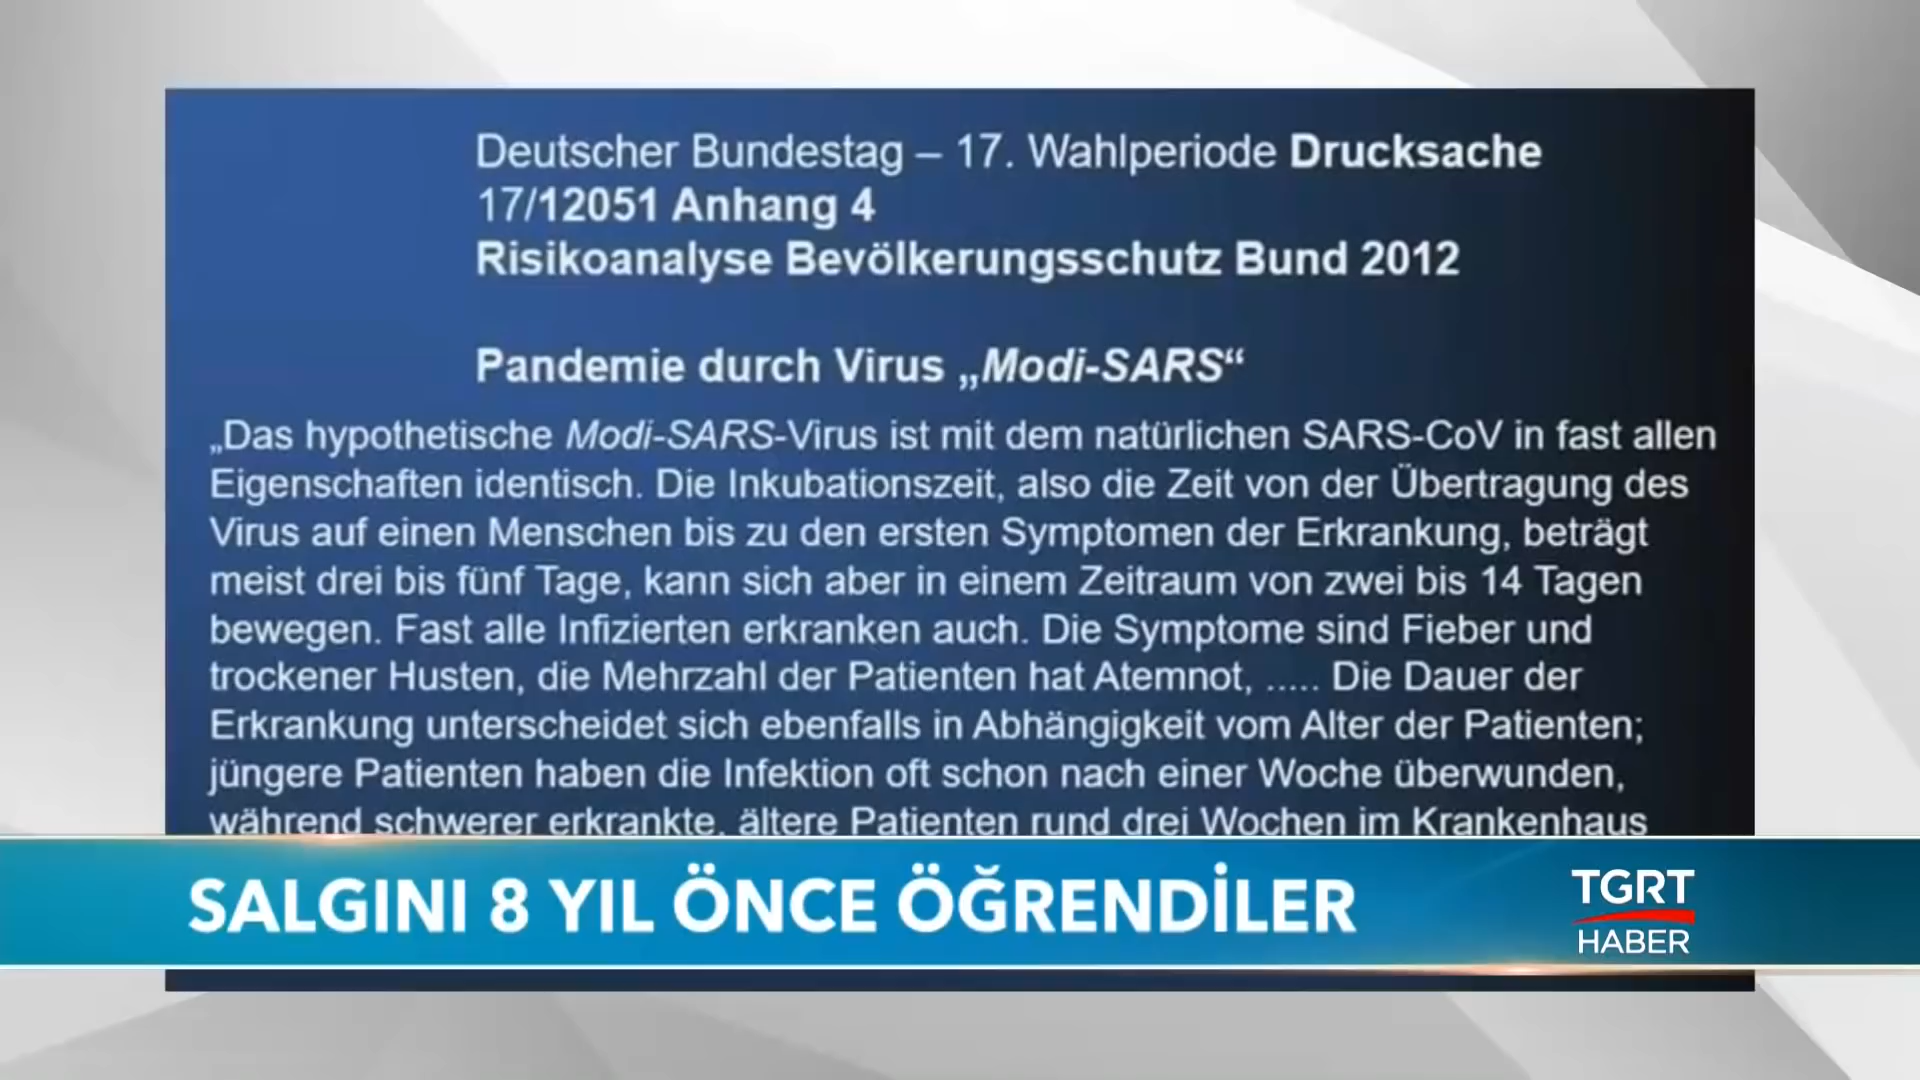 Deutscher Bundestag – 17. Wahlperiode Drucksache
17/12051 Anhang 4
Risikoanalyse Bevölkerungsschutz Bund 2012
Pandemie durch Virus „Modi-SARS“
„Das hypothetische Modi-SARS-Virus ist mit dem natürlichen SARS-CoV in fast allen
Eigenschaften identisch. Die Inkubationszeit, also die Zeit von der Übertragung des
Virus auf einen Menschen bis zu den ersten Symptomen der Erkrankung, beträgt
meist drei bis fünf Tage, kann sich aber in einem Zeitraum von zwei bis 14 Tagen
bewegen. Fast alle Infizierten erkranken auch. Die Symptome sind Fieber und
trockener Husten, die Mehrzahl der Patienten hat Atemnot, ..... Die Dauer der
Erkrankung unterscheidet sich ebenfalls in Abhängigkeit vom Alter der Patienten;
jüngere Patienten haben die Infektion oft schon nach einer Woche überwunden,
während schwerer erkrankte, ältere Patienten rund drei Wochen im Krankenhaus
SALGINI 8 YIL ÖNCE ÖĞRENDİLER
TGRT
HABER